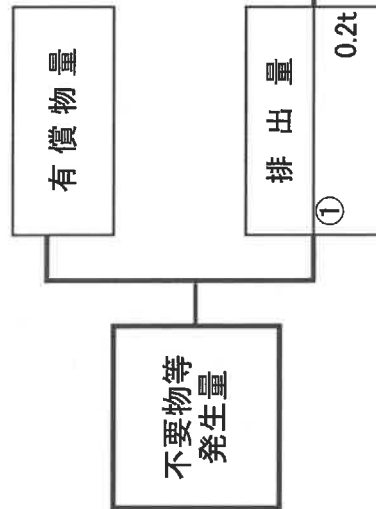 不要物等
発生量
有償物量
排出量
①
0.2t